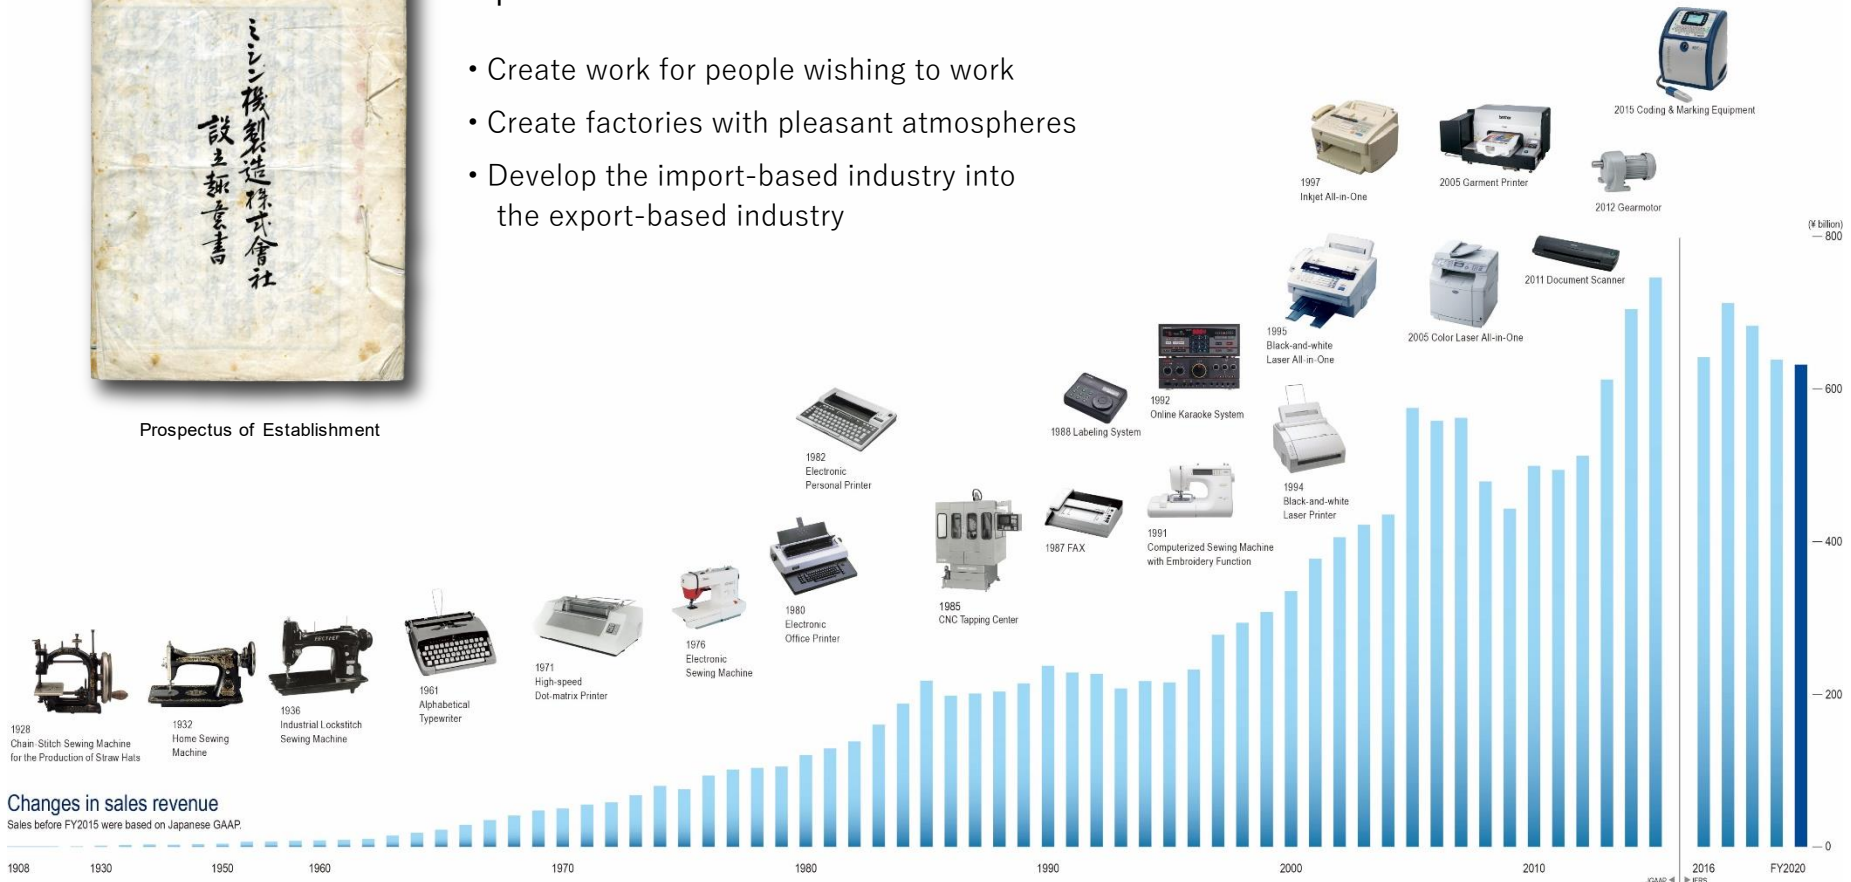 ミシン機製造株式會社
設立趣意書
Prospectus of Establishment
• Create work for people wishing to work
• Create factories with pleasant atmospheres
• Develop the import-based industry into
the export-based industry
2015 Coding & Marking Equipment
1997
Inkjet All-in-One
brother
2005 Garment Printer
2012 Gearmotor
1995
Black-and-white
Laser All-in-One
2005 Color Laser All-in-One
2011 Document Scanner
1982
Electronic
Personal Printer
1988 Labeling System
1992
Online Karaoke System
1994
Black-and-white
Laser Printer
1980
Electronic
Office Printer
1985
CNC Tapping Center
1987 FAX
1991
Computerized Sewing Machine
with Embroidery Function
1928
Chain-Stitch Sewing Machine
for the Production of Straw Hats
1932
Home Sewing
Machine
1936
Industrial Lockstitch
Sewing Machine
1961
Alphabetical
Typewriter
1971
High-speed
Dot-matrix Printer
1976
Electronic
Sewing Machine
(¥ billion)
800
600
400
200
0
Changes in sales revenue
Sales before FY2015 were based on Japanese GAAP.
1908 1930 1950 1960 1970 1980 1990 2000 2010 2016 FY2020